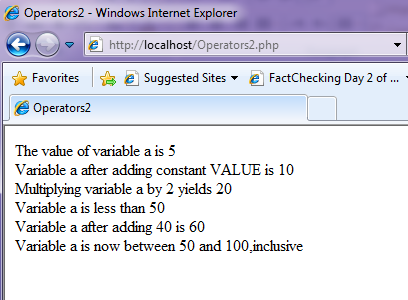 Operators2 - Windows Internet Explorer
http://localhost/Operators2.php
Favorites Suggested Sites FactChecking Day 2 of ...
Operators2
The value of variable a is 5
Variable a after adding constant VALUE is 10
Multiplying variable a by 2 yields 20
Variable a is less than 50
Variable a after adding 40 is 60
Variable a is now between 50 and 100,inclusive